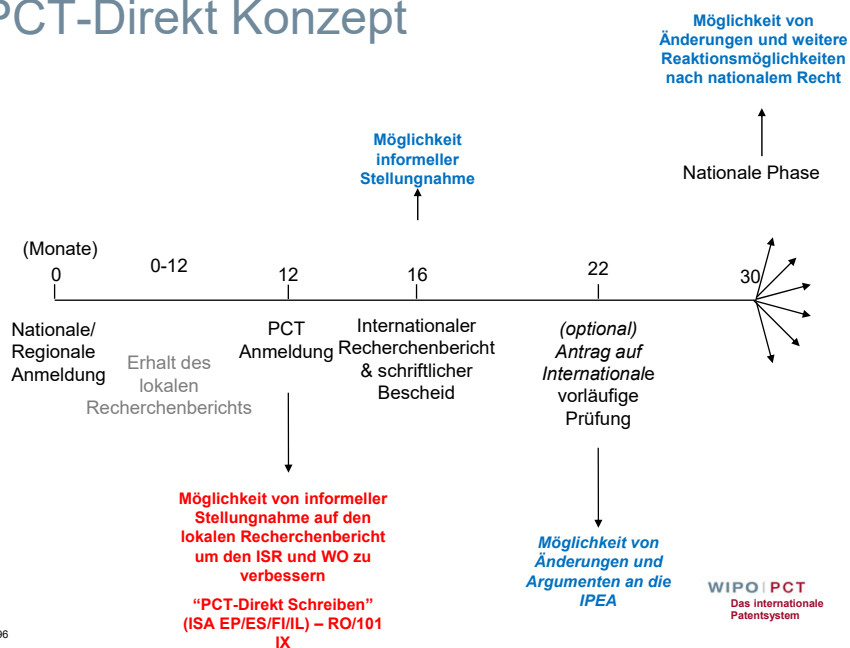 PCT-Direkt Konzept
Möglichkeit von
Änderungen und weitere
Reaktionsmöglichkeiten
nach nationalem Recht
Möglichkeit
informeller
Stellungnahme
Nationale Phase
(Monate)
0
0-12
12
16
22
30
Nationale/
Regionale
Anmeldung
Erhalt des
lokalen
Recherchenberichts
PCT
Anmeldung
Internationaler
Recherchenbericht
& schriftlicher
Bescheid
(optional)
Antrag auf
Internationale
vorläufige
Prüfung
Möglichkeit von informeller
Stellungnahme auf den
lokalen Recherchenbericht
um den ISR und WO zu
verbessern
“PCT-Direkt Schreiben”
(ISA EP/ES/FI/IL) – RO/101
IX
Möglichkeit von
Änderungen und
Argumenten an die
IPEA
WIPO|PCT
Das internationale
Patentsystem
96